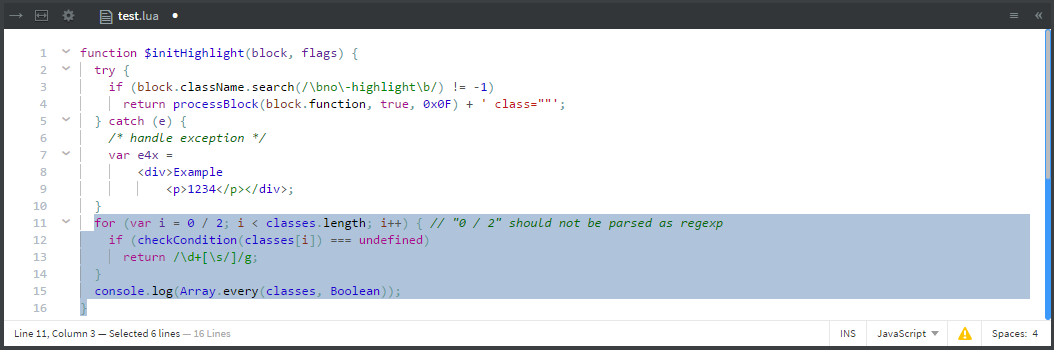 test.lua
1 function $initHighlight(block, flags) {
2 try {
3 if (block.className.search(/\bno\-highlight\b/) != -1)
4 return processBlock(block.function, true, 0x0F) + ' class=""';
5 } catch (e) {
6 /* handle exception */
7 var e4x =
8 <div>Example
9 <p>1234</p></div>;
10 }
11 for (var i = 0 / 2; i < classes.length; i++) { // "0 / 2" should not be parsed as regexp
12 if (checkCondition(classes[i]) === undefined)
13 return /\d+[\s/]/g;
14 }
15 console.log(Array.every(classes, Boolean));
16 }
Line 11, Column 3 — Selected 6 lines — 16 Lines INS JavaScript Spaces: 4